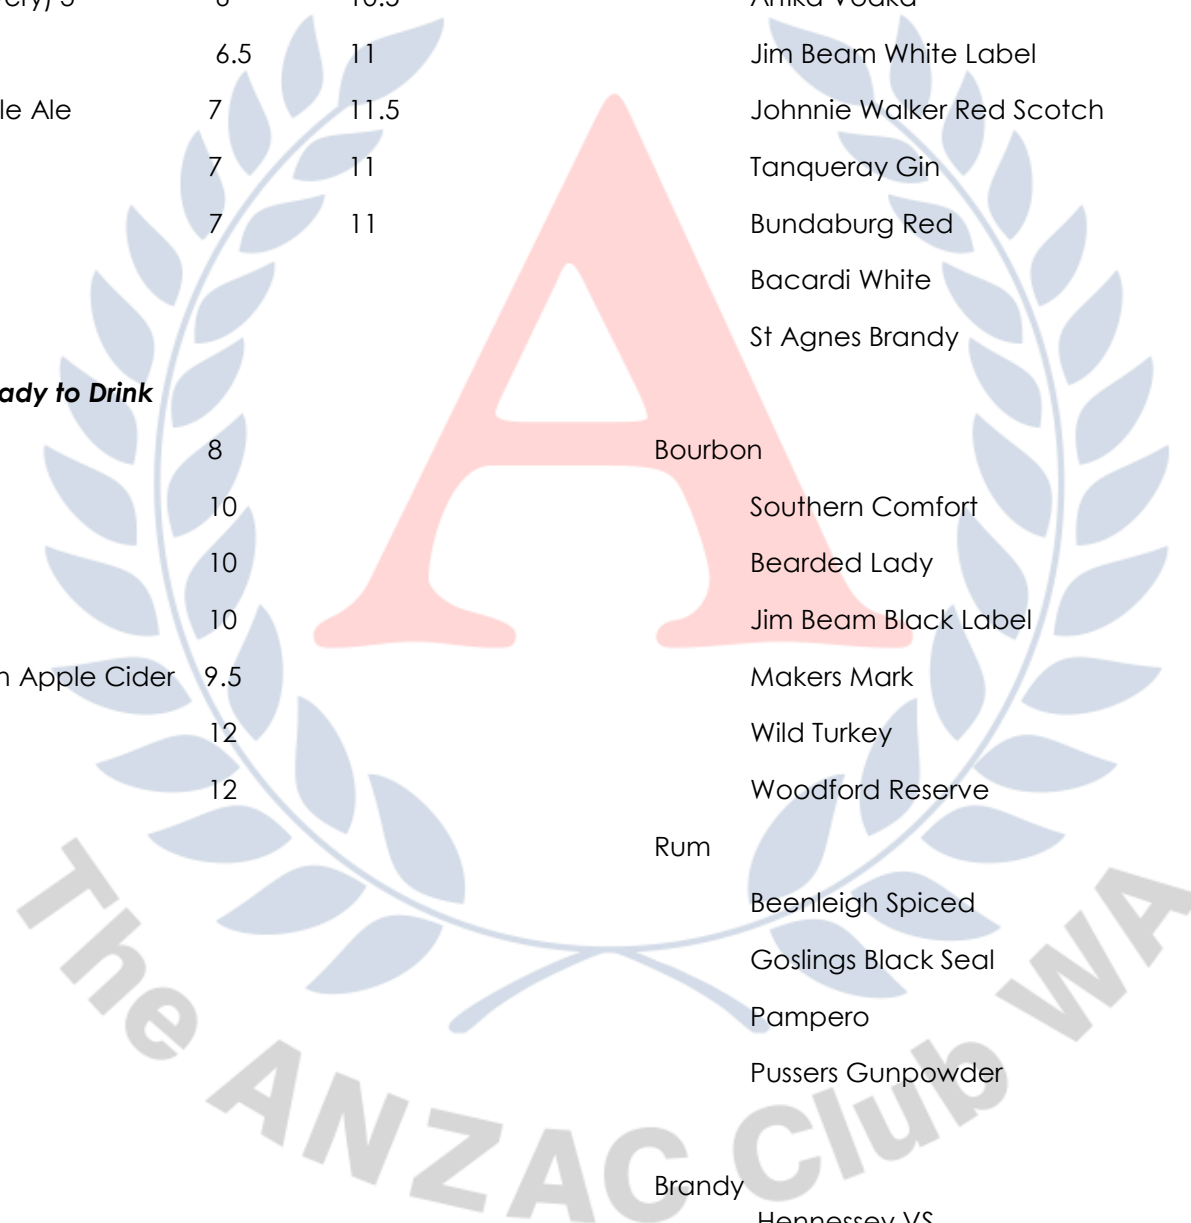 6.5 11
le Ale 7 11.5
7 11
7 11
ady to Drink
8
10
10
10
n Apple Cider 9.5
12
12
Jim Beam White Label
Johnnie Walker Red Scotch
Tanqueray Gin
Bundaburg Red
Bacardi White
St Agnes Brandy
Bourbon
Southern Comfort
Bearded Lady
Jim Beam Black Label
Makers Mark
Wild Turkey
Woodford Reserve
Rum
Beenleigh Spiced
Goslings Black Seal
Pampero
Pussers Gunpowder
Brandy
Hennessey VS
A
The ANZAC Club WA